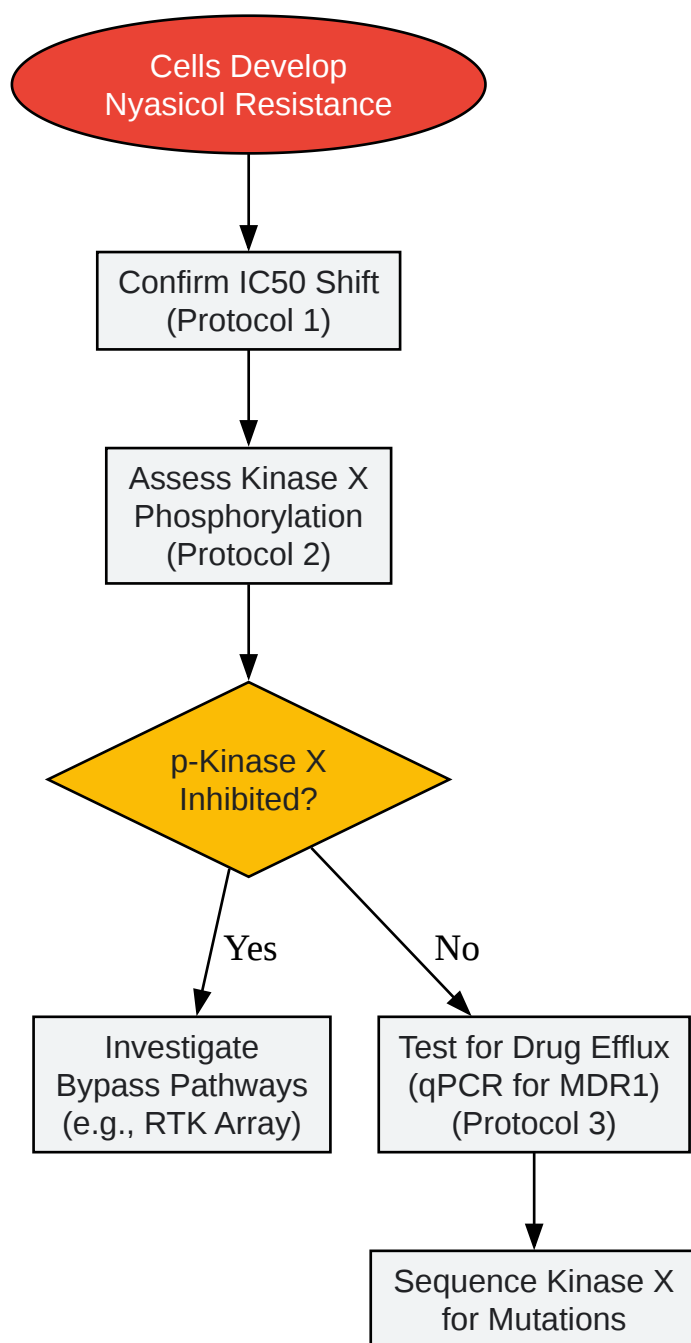 Cells Develop
Nyasicol Resistance
Confirm IC50 Shift
(Protocol 1)
Assess Kinase X
Phosphorylation
(Protocol 2)
p-Kinase X
Inhibited?
Yes
No
Investigate
Bypass Pathways
(e.g., RTK Array)
Test for Drug Efflux
(qPCR for MDR1)
(Protocol 3)
Sequence Kinase X
for Mutations